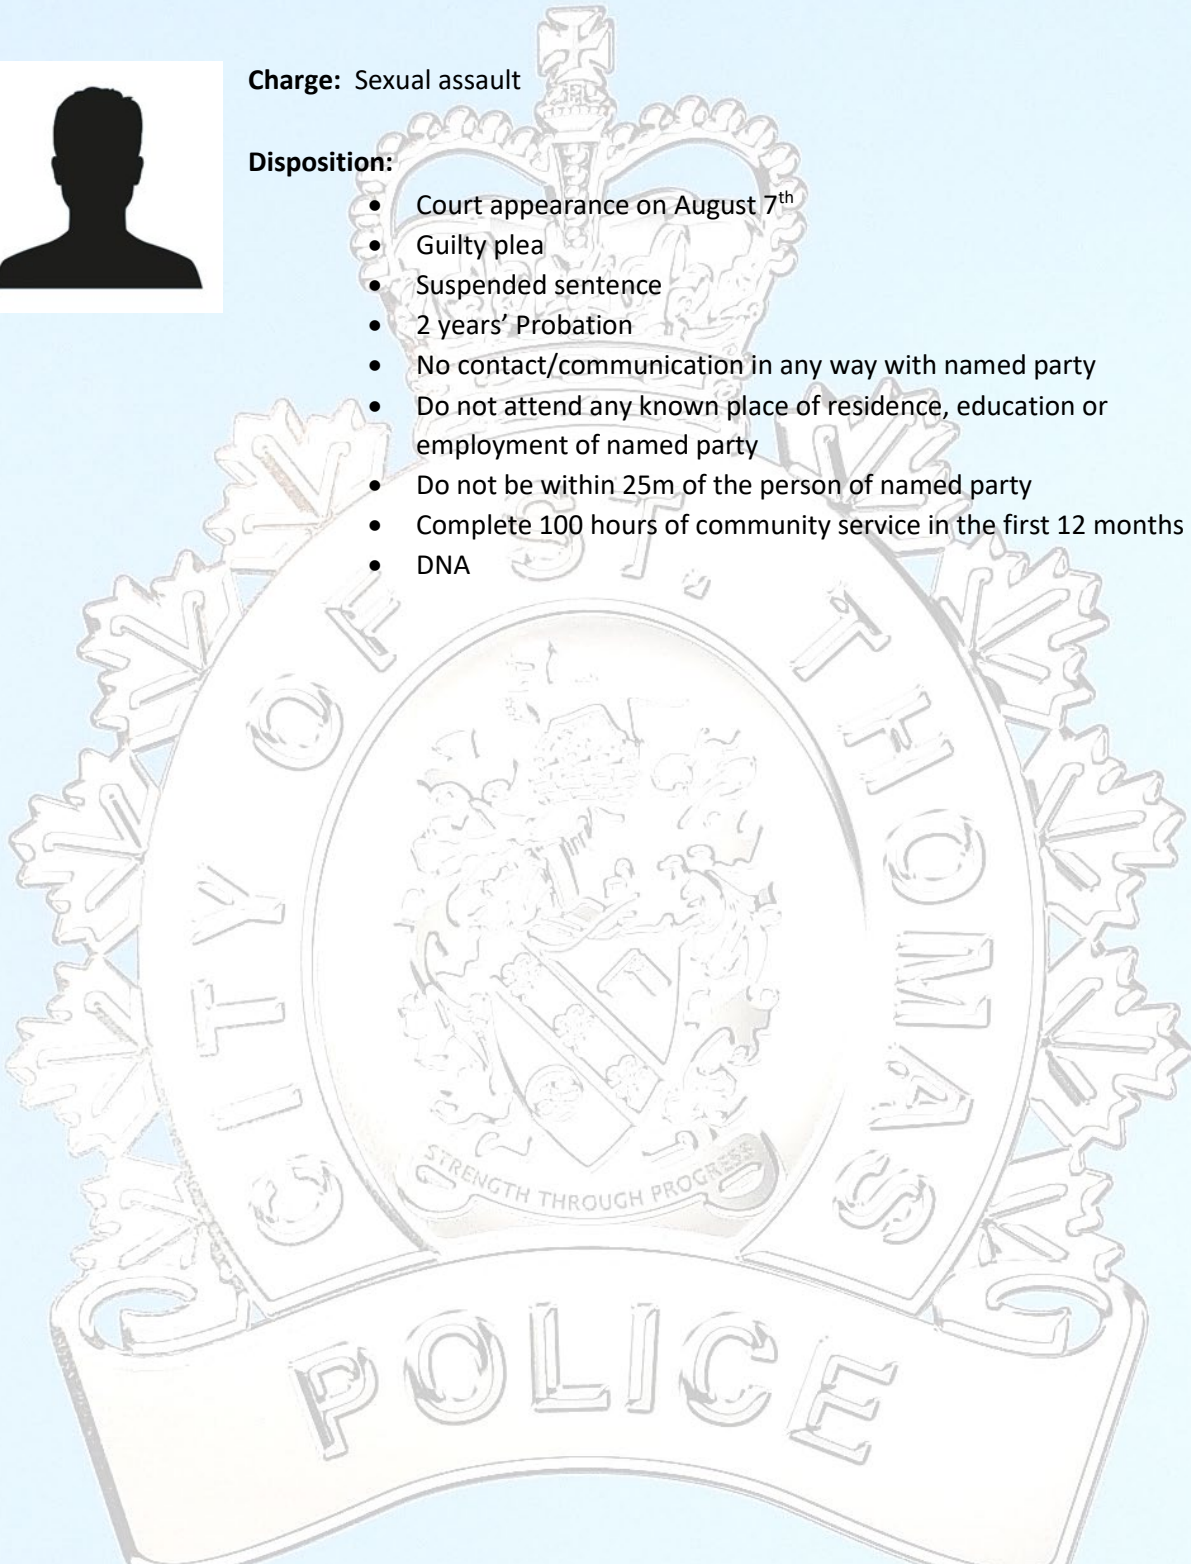 Charge: Sexual assault
Disposition:
• Court appearance on August 7th
• Guilty plea
• Suspended sentence
• 2 years’ Probation
• No contact/communication in any way with named party
• Do not attend any known place of residence, education or
employment of named party
• Do not be within 25m of the person of named party
• Complete 100 hours of community service in the first 12 months
• DNA
CITY OF ST. THOMAS
STRENGTH THROUGH PROGRESS
POLICE